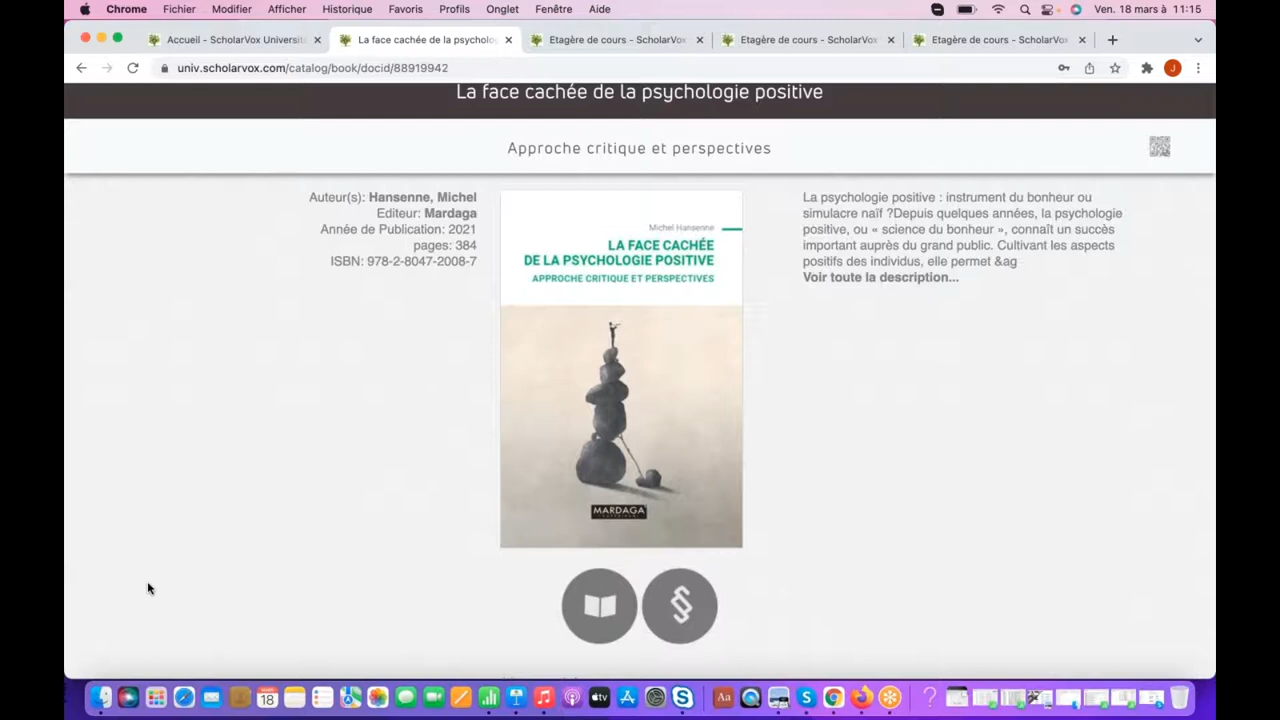 Chrome Fichier Modifier Afficher Historique Favoris Profils Onglet Fenêtre Aide Ven. 18 mars à 11:15
Accueil - ScholarVox Universit
La face cachée de la psycholog
Etagère de cours - ScholarVox
Etagère de cours - ScholarVox
Etagère de cours - ScholarVox
univ.scholarvox.com/catalog/book/docid/88919942
J
La face cachée de la psychologie positive
Approche critique et perspectives
Auteur(s): Hansenne, Michel
Editeur: Mardaga
Année de Publication: 2021
pages: 384
ISBN: 978-2-8047-2008-7
Michel Hansenne
LA FACE CACHÉE
DE LA PSYCHOLOGIE POSITIVE
APPROCHE CRITIQUE ET PERSPECTIVES
MARDAGA
La psychologie positive : instrument du bonheur ou
simulacre naïf ?Depuis quelques années, la psychologie
positive, ou « science du bonheur », connaît un succès
important auprès du grand public. Cultivant les aspects
positifs des individus, elle permet &ag
Voir toute la description...
§
18
tv
Aa